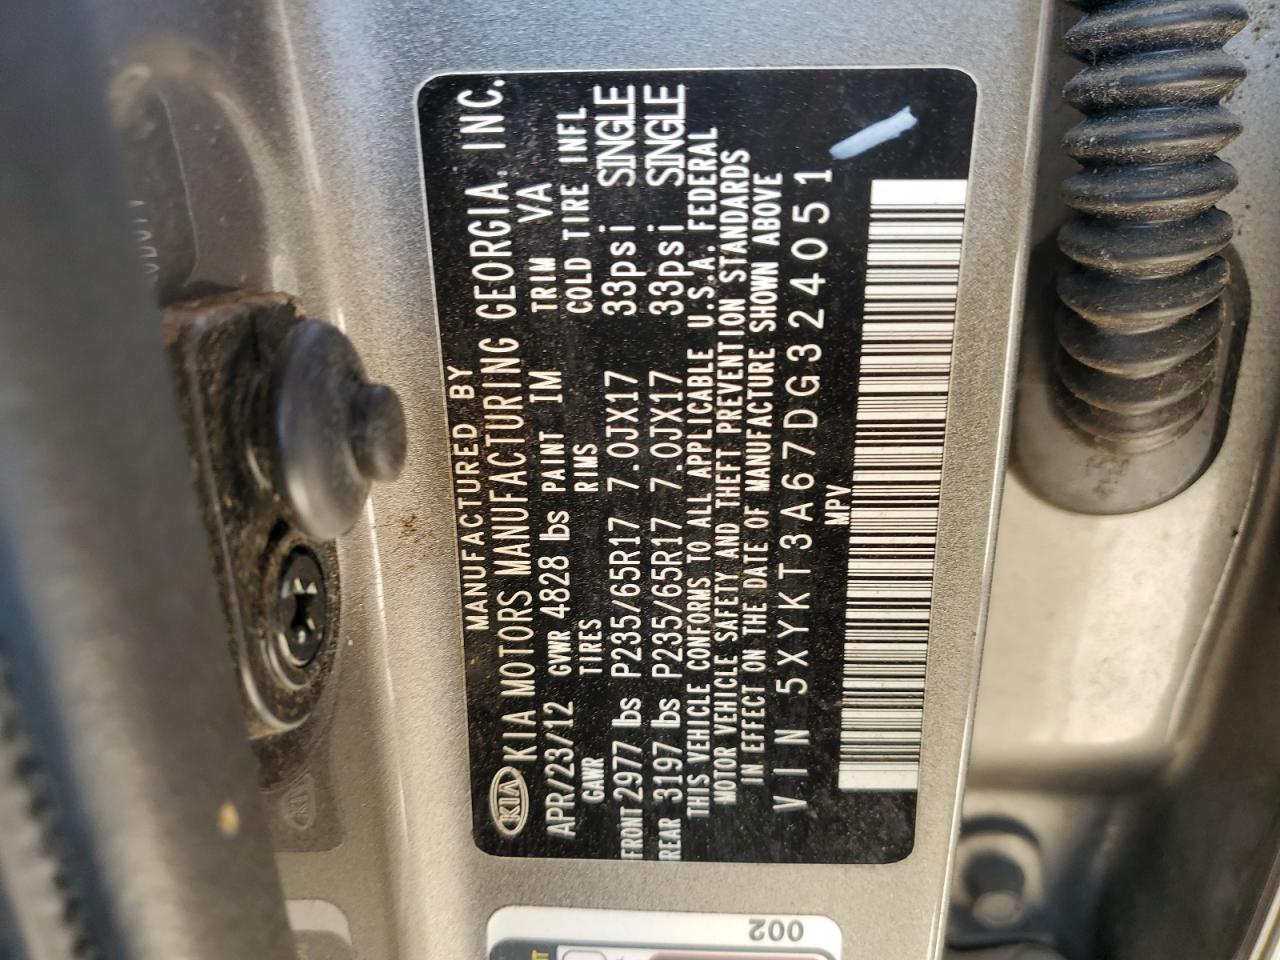 MANUFACTURED BY
KIA KIA MOTORS MANUFACTURING GEORGIA, INC.
APR/23/12 GVWR 4828 lbs PAINT IM TRIM VA
GAWR TIRES RIMS COLD TIRE INFL
FRONT 2977 lbs P235/65R17 7.0JX17 33psi SINGLE
REAR 3197 lbs P235/65R17 7.0JX17 33psi SINGLE
THIS VEHICLE CONFORMS TO ALL APPLICABLE U.S.A. FEDERAL
MOTOR VEHICLE SAFETY AND THEFT PREVENTION STANDARDS
IN EFFECT ON THE DATE OF MANUFACTURE SHOWN ABOVE
VIN 5XYKT3A67DG324051
MPV
002